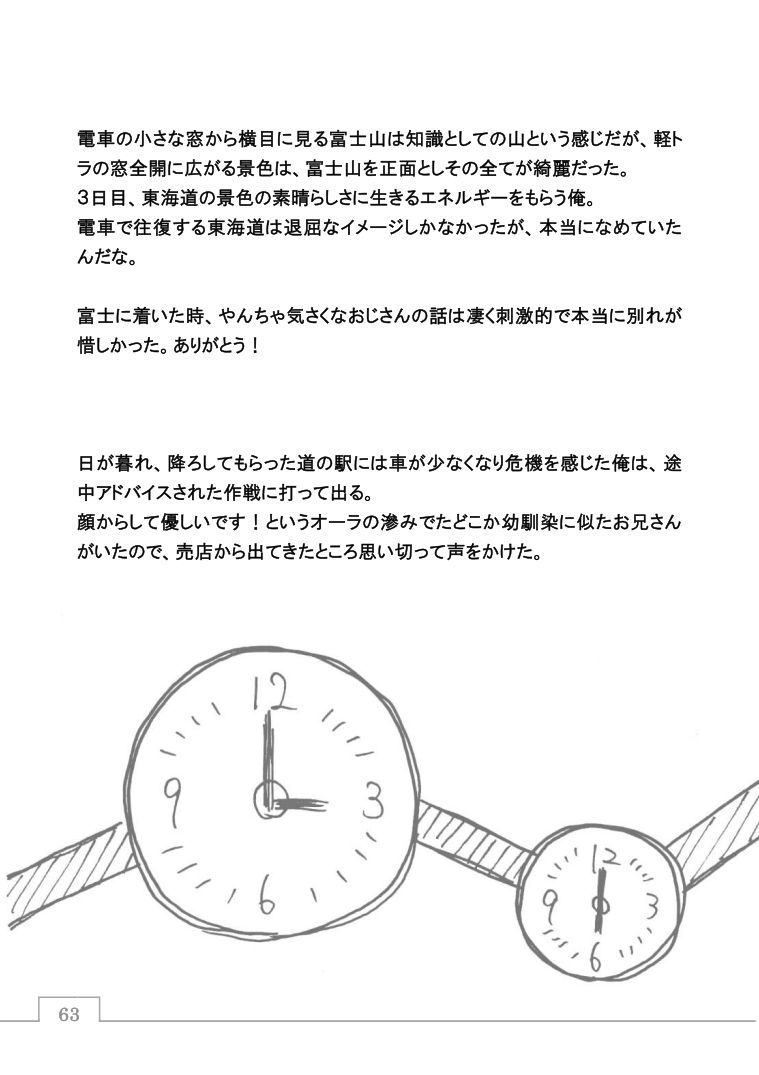 電車の小さな窓から横目に見る富士山は知識としての山という感じだが、軽ト
ラの窓全開に広がる景色は、富士山を正面としその全てが綺麗だった。
３日目、東海道の景色の素晴らしさに生きるエネルギーをもらう俺。
電車で往復する東海道は退屈なイメージしかなかったが、本当になめていた
んだな。
富士に着いた時、やんちゃ気さくなおじさんの話は凄く刺激的で本当に別れが
惜しかった。ありがとう！
日が暮れ、降ろしてもらった道の駅には車が少なくなり危機を感じた俺は、途
中アドバイスされた作戦に打って出る。
顔からして優しいです！というオーラの滲みでたどこか幼馴染に似たお兄さん
がいたので、売店から出てきたところ思い切って声をかけた。
12
9
3
6
12
9
3
6
63